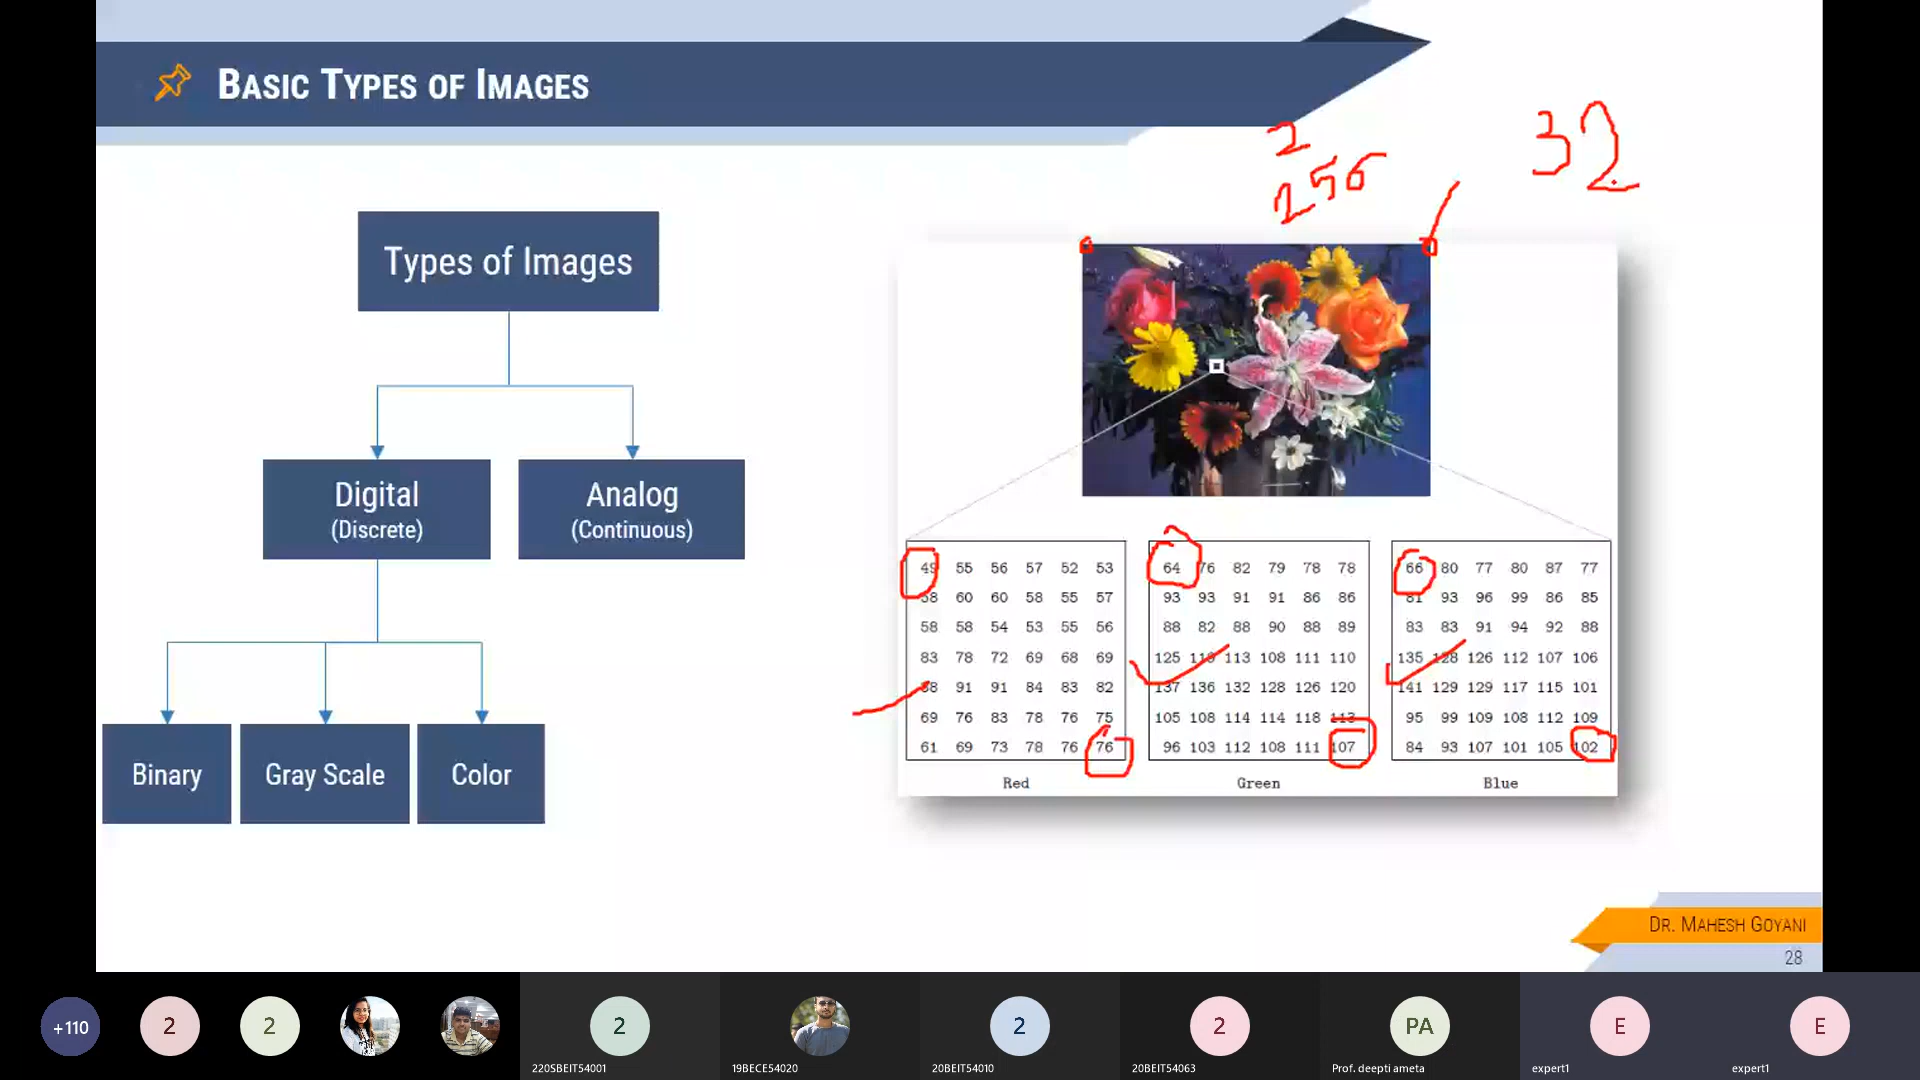 BASIC TYPES OF IMAGES
2
256
32
Types of Images
Digital
(Discrete)
Analog
(Continuous)
Binary
Gray Scale
Color
49 55 56 57 52 53
58 60 60 58 55 57
58 58 54 53 55 56
83 78 72 69 68 69
88 91 91 84 83 82
69 76 83 78 76 75
61 69 73 78 76 76
Red
64 76 82 79 78 78
93 93 91 91 86 86
88 82 88 90 88 89
125 119 113 108 111 110
137 136 132 128 126 120
105 108 114 114 118 113
96 103 112 108 111 107
Green
66 80 77 80 87 77
81 93 96 99 86 85
83 83 91 94 92 88
135 128 126 112 107 106
141 129 129 117 115 101
95 99 109 108 112 109
84 93 107 101 105 102
Blue
DR. MAHESH GOYANI
28
+110
2
2
2
220SBEIT54001
19BECE54020
2
20BEIT54010
2
20BEIT54063
PA
Prof. deepti ameta
E
expert1
E
expert1